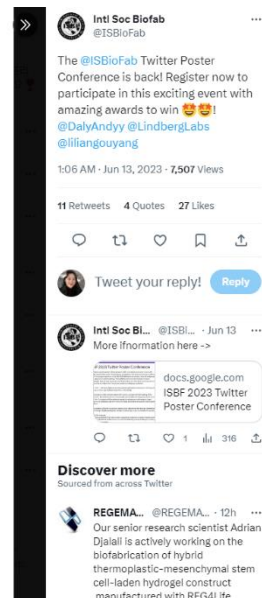 Intl Soc Biofab
@ISBioFab
The @ISBioFab Twitter Poster
Conference is back! Register now to
participate in this exciting event with
amazing awards to win 🤩🤩!
@DalyAndyy @LindbergLabs
@liliangouyang
1:06 AM · Jun 13, 2023 · 7,507 Views
11 Retweets 4 Quotes 27 Likes
Tweet your reply! Reply
Intl Soc Bi... @ISBI... · Jun 13
More ifnormation here ->
docs.google.com
ISBF 2023 Twitter
Poster Conference
1 316
Discover more
Sourced from across Twitter
REGEMA... @REGEMA... · 12h
Our senior research scientist Adrian
Djalali is actively working on the
biofabrication of hybrid
thermoplastic-mesenchymal stem
cell-laden hydrogel construct
manufactured with REG4Life